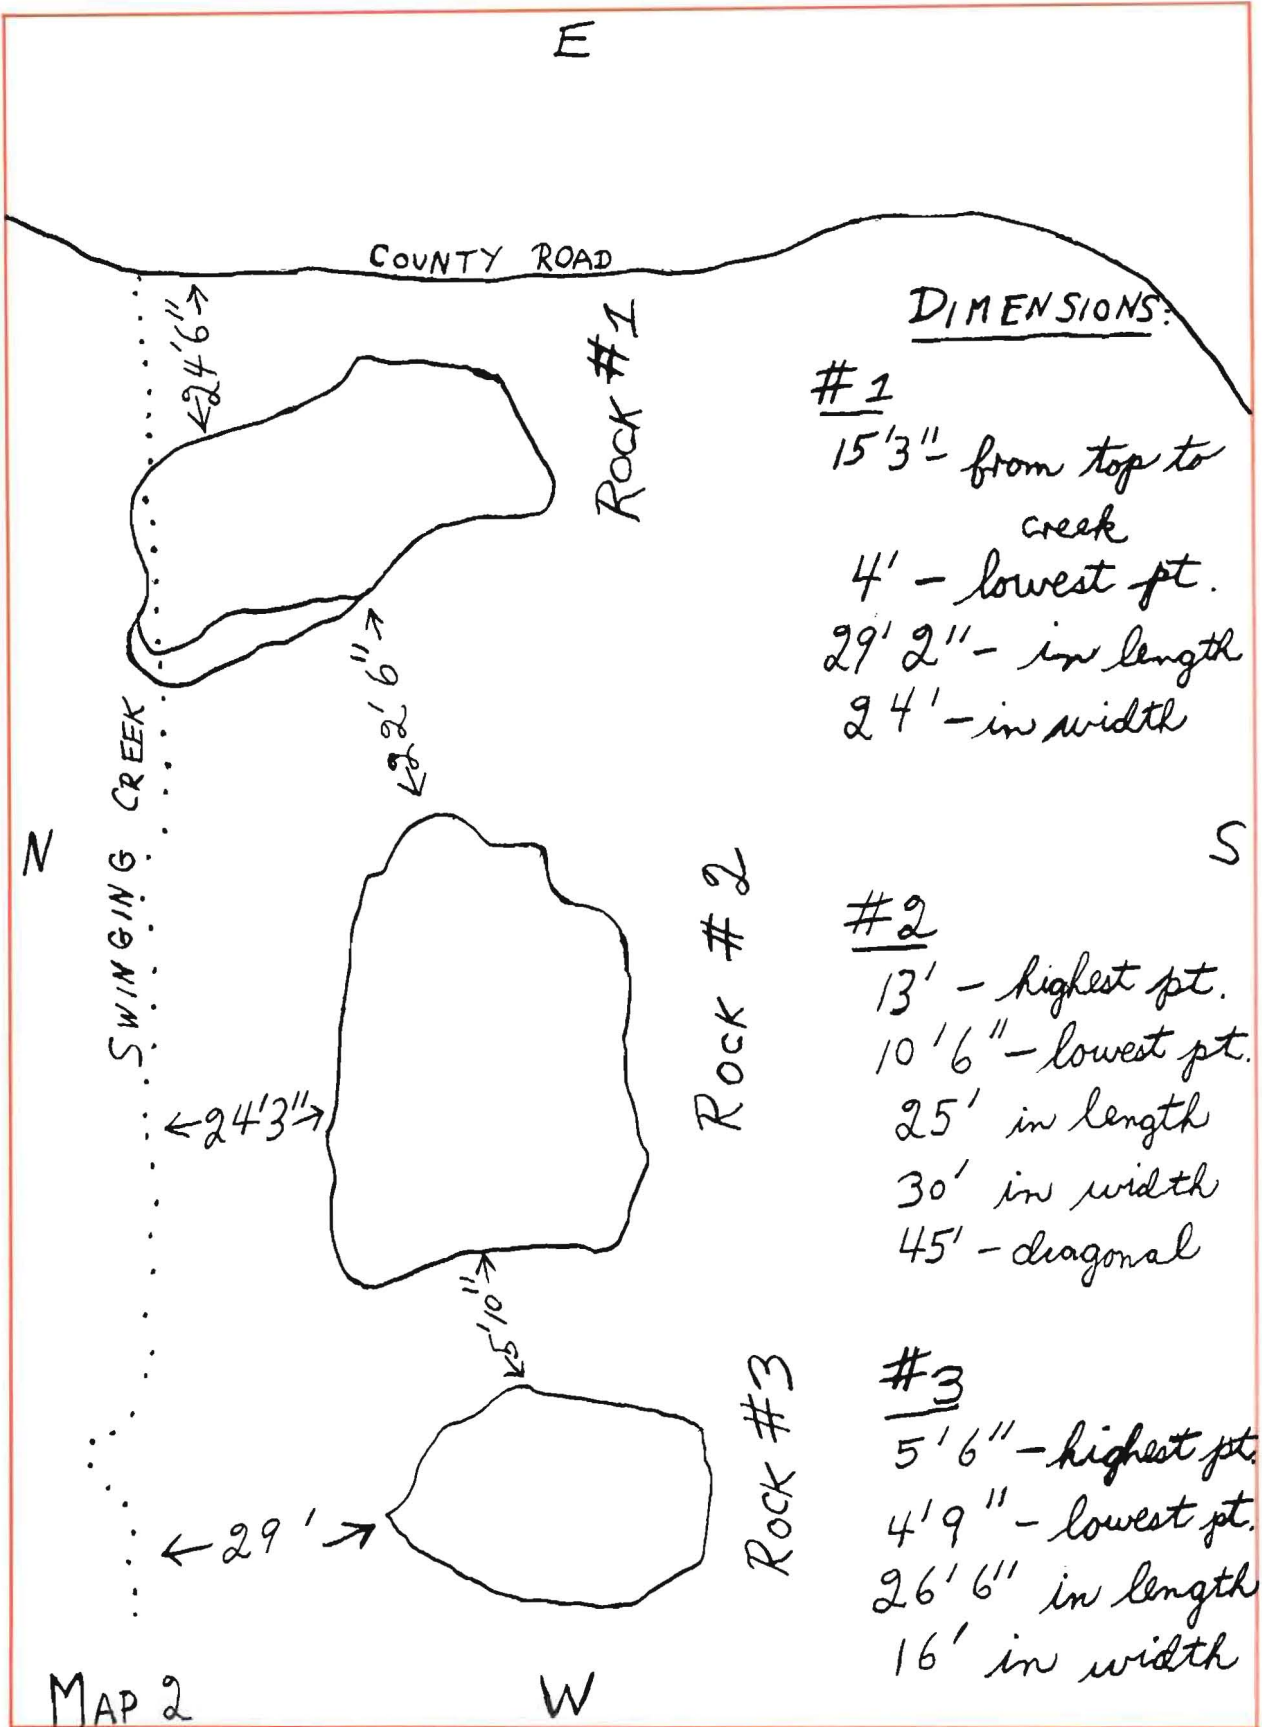 E
COUNTY ROAD
24'6"
ROCK #1
DIMENSIONS:
#1
15'3"- from top to
creek
4' - lowest pt.
29' 2" - in length
24' - in width
22' 6"
SWINGING CREEK
N
S
ROCK #2
#2
13' - highest pt.
10'6" - lowest pt.
25' in length
30' in width
45' - diagonal
24'3"
5'10"
ROCK #3
#3
5'6" - highest pt.
4'9" - lowest pt.
26'6" in length
16' in width
29'
MAP 2
W